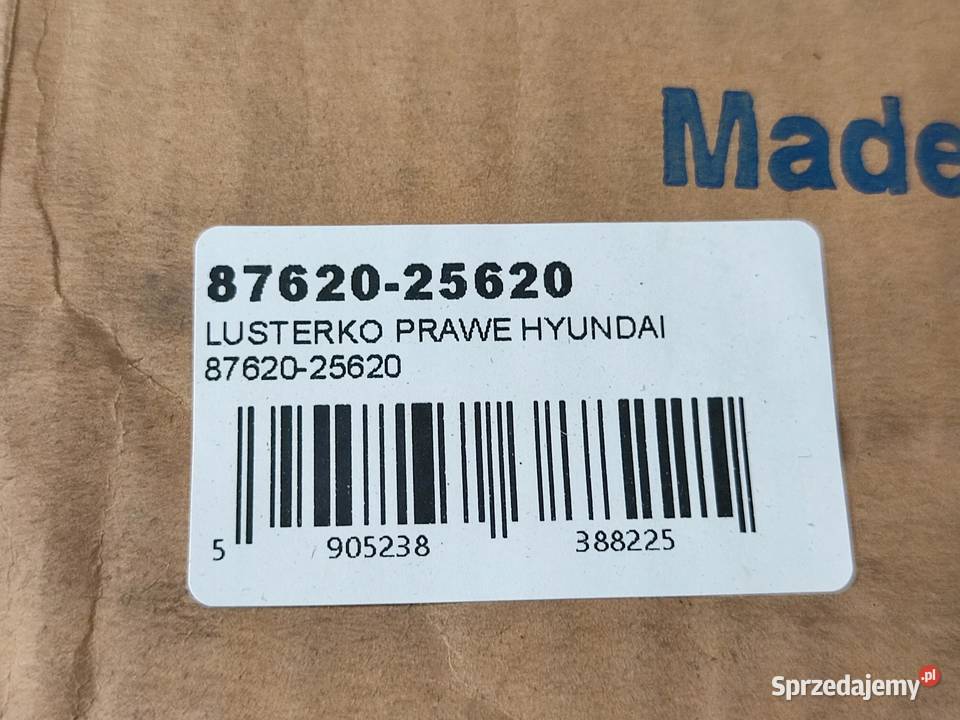 Made
87620-25620
LUSTERKO PRAWE HYUNDAI
87620-25620
5 905238 388225
Sprzedajemy.pl